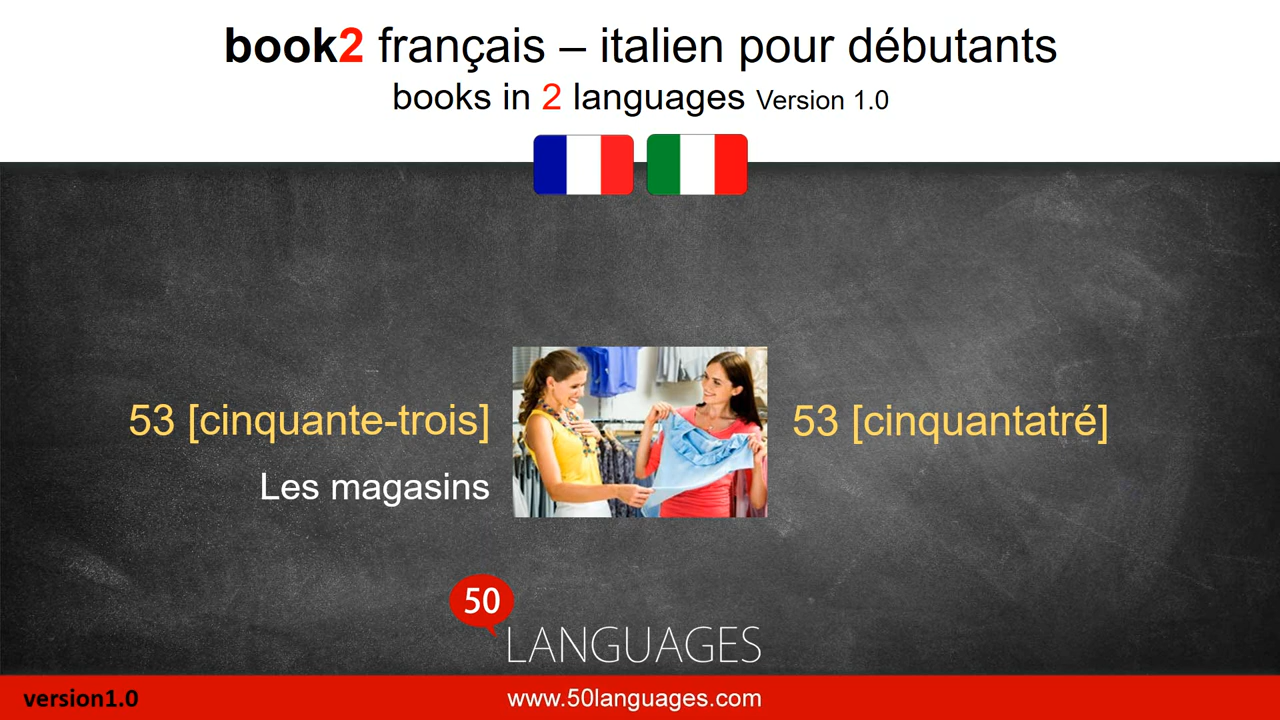 book2 français – italien pour débutants
books in 2 languages Version 1.0
53 [cinquante-trois]
53 [cinquantatré]
Les magasins
50
LANGUAGES
version1.0
www.50languages.com